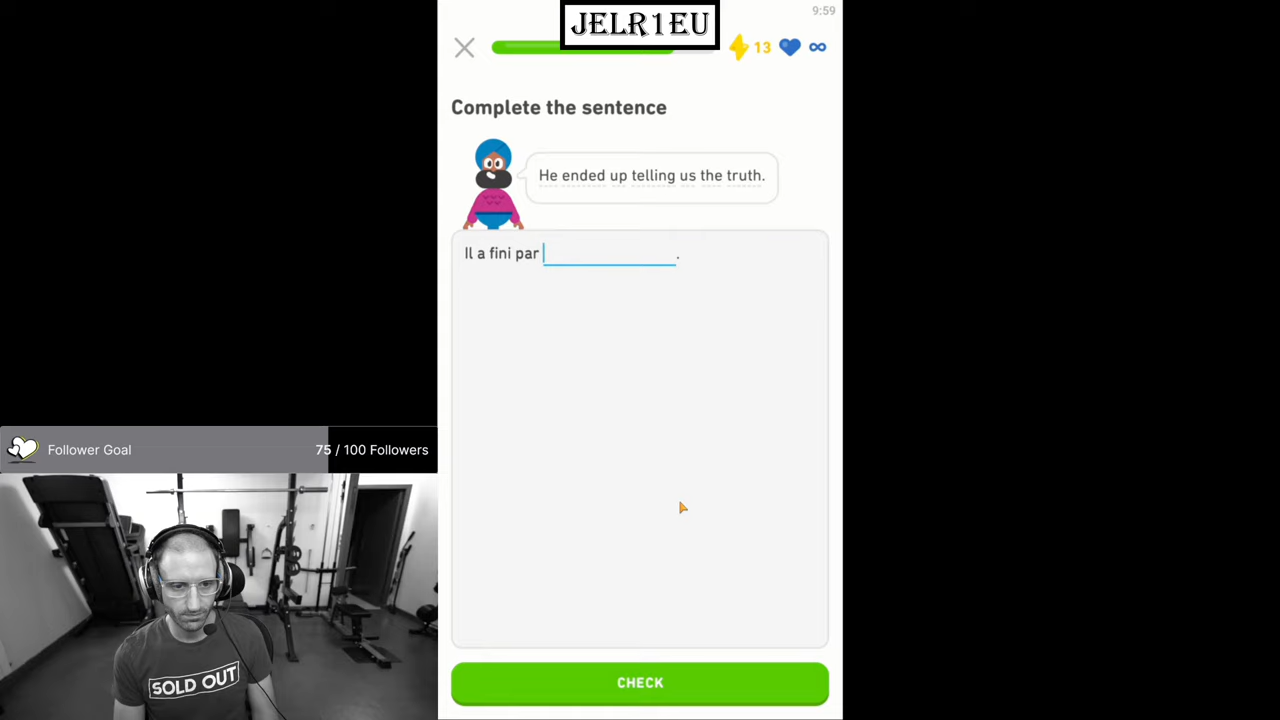 JELR1EU
9:59
13
Complete the sentence
He ended up telling us the truth.
Il a fini par .
Follower Goal 75 / 100 Followers
SOLD OUT
CHECK